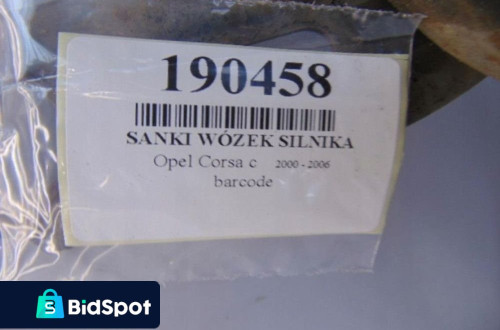 190458
SANKI WÓZEK SILNIKA
Opel Corsa c 2000 - 2006
barcode
S
BidSpot